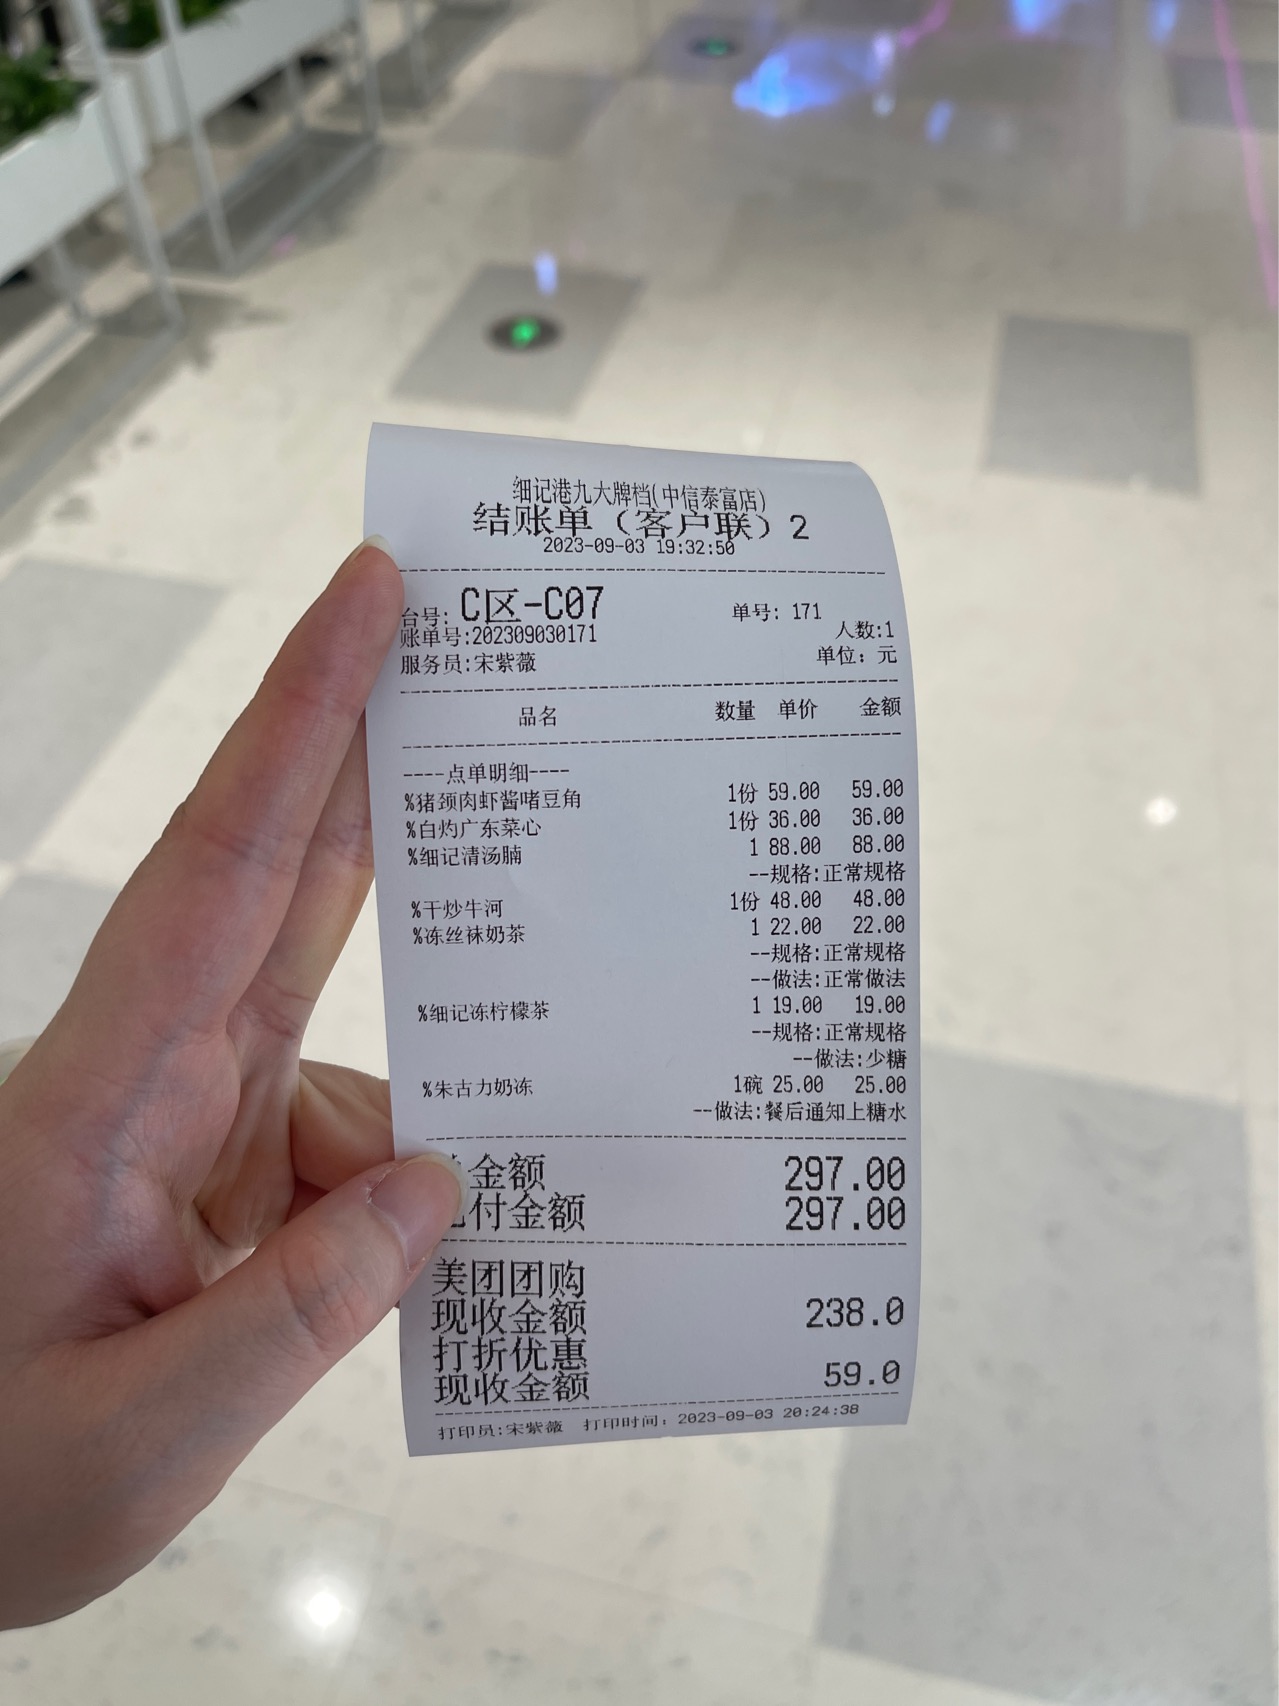 细记港九大牌档(中信泰富店)
结账单（客户联）2
2023-09-03 19:32:50
台号: C区-C07 单号: 171
账单号:202309030171 人数:1
服务员:宋紫薇 单位: 元
品名 数量 单价 金额
----点单明细----
%猪颈肉虾酱啫豆角 1份 59.00 59.00
%白灼广东菜心 1份 36.00 36.00
%细记清汤腩 1 88.00 88.00
--规格:正常规格
%干炒牛河 1份 48.00 48.00
%冻丝袜奶茶 1 22.00 22.00
--规格:正常规格
--做法:正常做法
%细记冻柠檬茶 1 19.00 19.00
--规格:正常规格
--做法:少糖
%朱古力奶冻 1碗 25.00 25.00
--做法:餐后通知上糖水
金额 297.00
付金额 297.00
美团团购
现收金额 238.0
打折优惠
现收金额 59.0
打印员:宋紫薇 打印时间: 2023-09-03 20:24:38